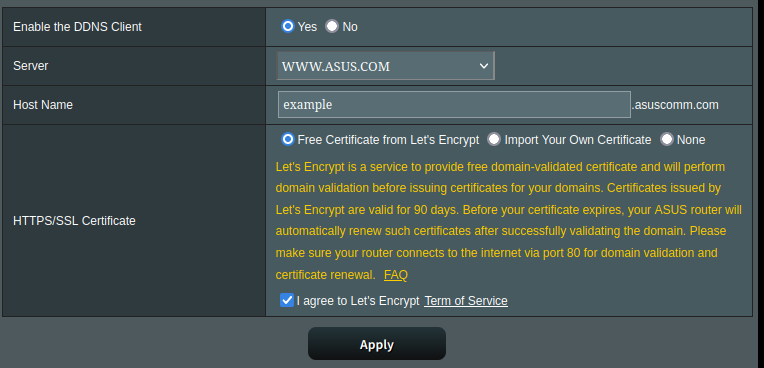 Enable the DDNS Client Yes No
Server WWW.ASUS.COM
Host Name example .asuscomm.com
Free Certificate from Let's Encrypt Import Your Own Certificate None
Let's Encrypt is a service to provide free domain-validated certificate and will perform
domain validation before issuing certificates for your domains. Certificates issued by
Let's Encrypt are valid for 90 days. Before your certificate expires, your ASUS router will
HTTPS/SSL Certificate
automatically renew such certificates after successfully validating the domain. Please
make sure your router connects to the internet via port 80 for domain validation and
certificate renewal. FAQ
I agree to Let's Encrypt Term of Service
Apply